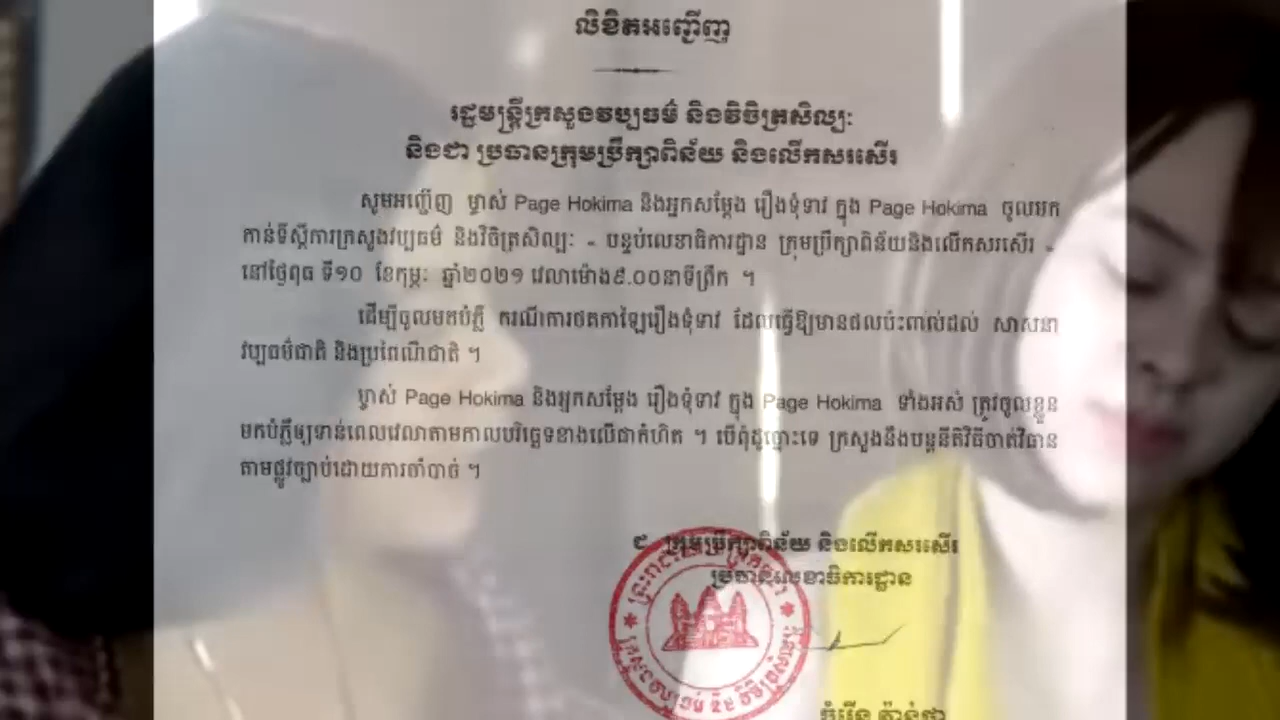 លិខិតអញ្ជើញ
រដ្ឋមន្ត្រីក្រសួងវប្បធម៌ និងវិចិត្រសិល្បៈ
និងជា ប្រធានក្រុមប្រឹក្សាពិន័យ និងលើកសរសើរ
សូមអញ្ជើញ ម្ចាស់ Page Hokima និងអ្នកសម្តែង រឿងទុំទាវ ក្នុង Page Hokima ចូលមក
កាន់ទីស្តីការក្រសួងវប្បធម៌ និងវិចិត្រសិល្បៈ « បន្ទប់លេខាធិការដ្ឋាន ក្រុមប្រឹក្សាពិន័យនិងលើកសរសើរ »
នៅថ្ងៃពុធ ទី១០ ខែកុម្ភៈ ឆ្នាំ២០២១ វេលាម៉ោង៩.០០នាទីព្រឹក ។
ដើម្បីចូលមកបំភ្លឺ ករណីការថតកាឡៃរឿងទុំទាវ ដែលធ្វើឱ្យមានផលប៉ះពាល់ដល់ សាសនា
វប្បធម៌ជាតិ និងប្រពៃណីជាតិ ។
ម្ចាស់ Page Hokima និងអ្នកសម្តែង រឿងទុំទាវ ក្នុង Page Hokima ទាំងអស់ ត្រូវចូលខ្លួន
មកបំភ្លឺឲ្យទាន់ពេលវេលាតាមកាលបរិច្ឆេទខាងលើជាកំហិត ។ បើពុំដូច្នោះទេ ក្រសួងនឹងបន្តនីតិវិធីចាត់វិធាន
តាមផ្លូវច្បាប់ដោយការចាំបាច់ ។
ជ. ក្រុមប្រឹក្សាពិន័យ និងលើកសរសើរ
ប្រធានលេខាធិការដ្ឋាន